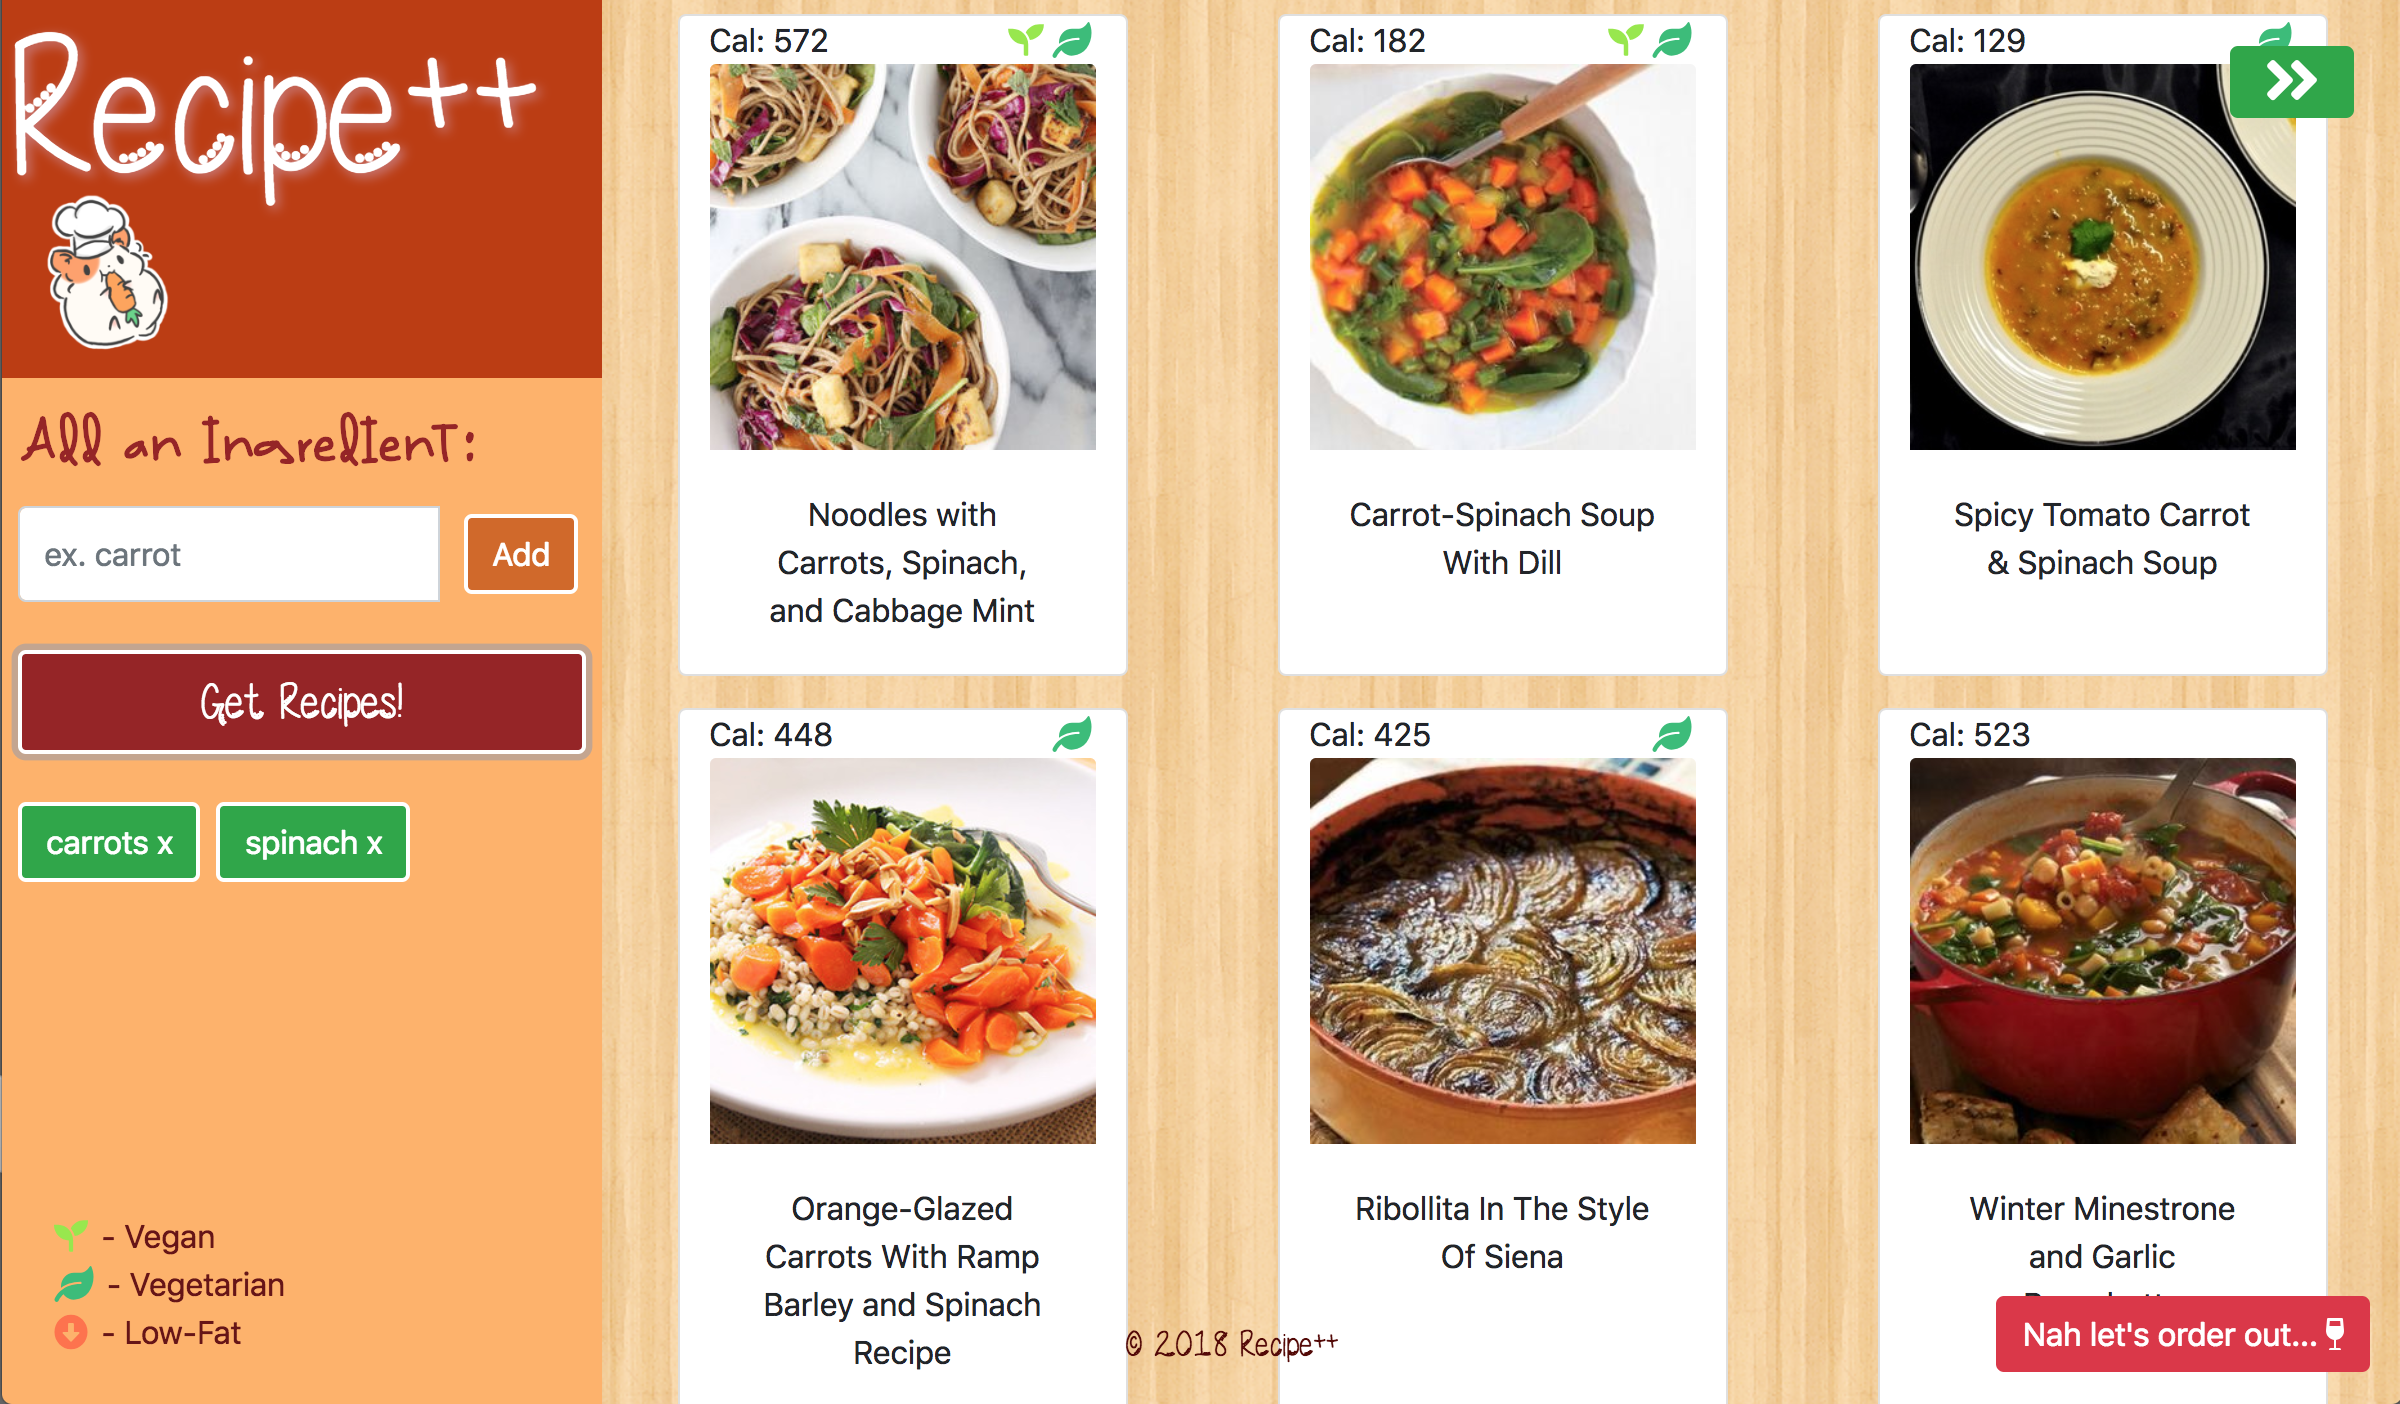 Recipe++
Add an Ingredient:
ex. carrot
Add
Get Recipes!
carrots x
spinach x
- Vegan
- Vegetarian
- Low-Fat
Cal: 572
Noodles with
Carrots, Spinach,
and Cabbage Mint
Cal: 182
Carrot-Spinach Soup
With Dill
Cal: 129
Spicy Tomato Carrot
& Spinach Soup
Cal: 448
Orange-Glazed
Carrots With Ramp
Barley and Spinach
Recipe
Cal: 425
Ribollita In The Style
Of Siena
Cal: 523
Winter Minestrone
and Garlic
© 2018 Recipe++
Nah let's order out...